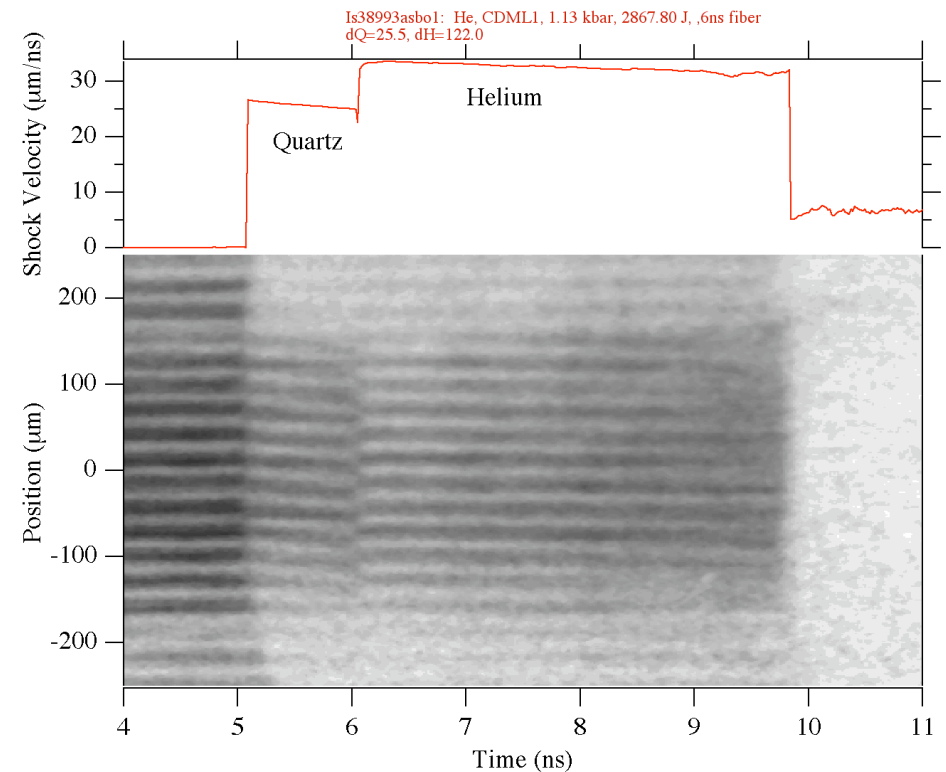 Is38993asbo1: He, CDML1, 1.13 kbar, 2867.80 J, ,6ns fiber
dQ=25.5, dH=122.0
Shock Velocity (μm/ns)
30
20
10
0
Quartz
Helium
Position (μm)
200
100
0
-100
-200
4 5 6 7 8 9 10 11
Time (ns)